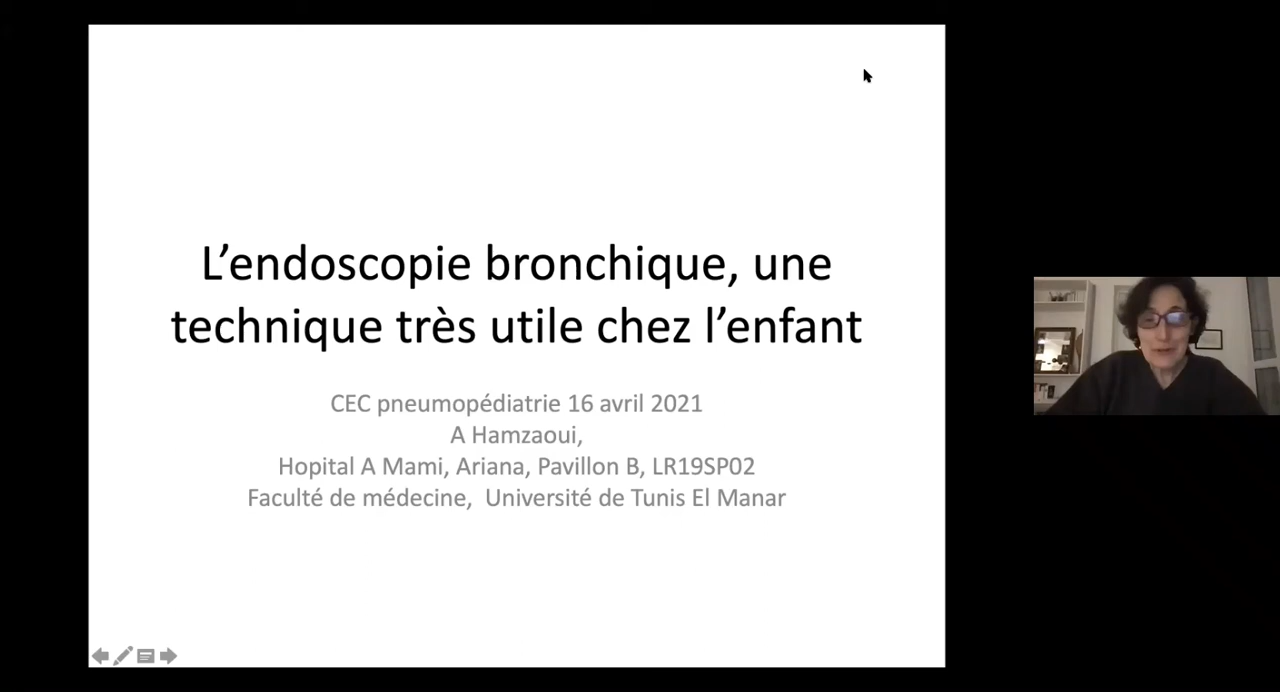 L’endoscopie bronchique, une
technique très utile chez l’enfant
CEC pneumopédiatrie 16 avril 2021
A Hamzaoui,
Hopital A Mami, Ariana, Pavillon B, LR19SP02
Faculté de médecine,  Université de Tunis El Manar